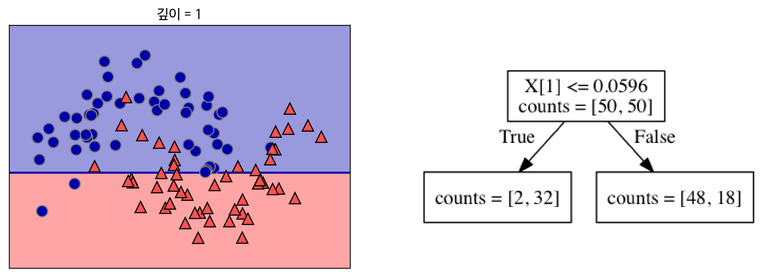 깊이 = 1
X[1] <= 0.0596
counts = [50, 50]
True
False
counts = [2, 32]
counts = [48, 18]